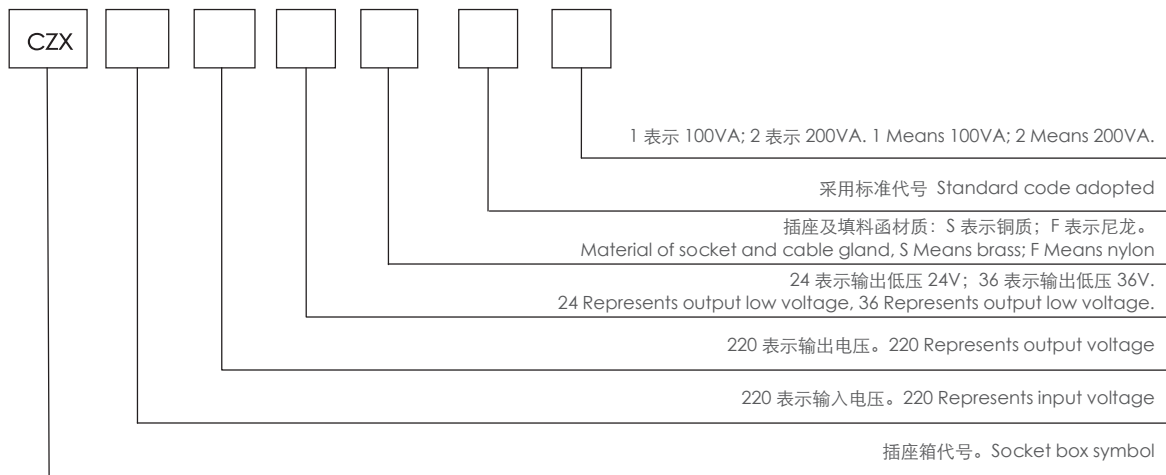 CZX
1 表示 100VA; 2 表示 200VA. 1 Means 100VA; 2 Means 200VA.
采用标准代号 Standard code adopted
插座及填料函材质：S 表示铜质；F 表示尼龙。
Material of socket and cable gland, S Means brass; F Means nylon
24 表示输出低压 24V；36 表示输出低压 36V.
24 Represents output low voltage, 36 Represents output low voltage.
220 表示输出电压。220 Represents output voltage
220 表示输入电压。220 Represents input voltage
插座箱代号。Socket box symbol